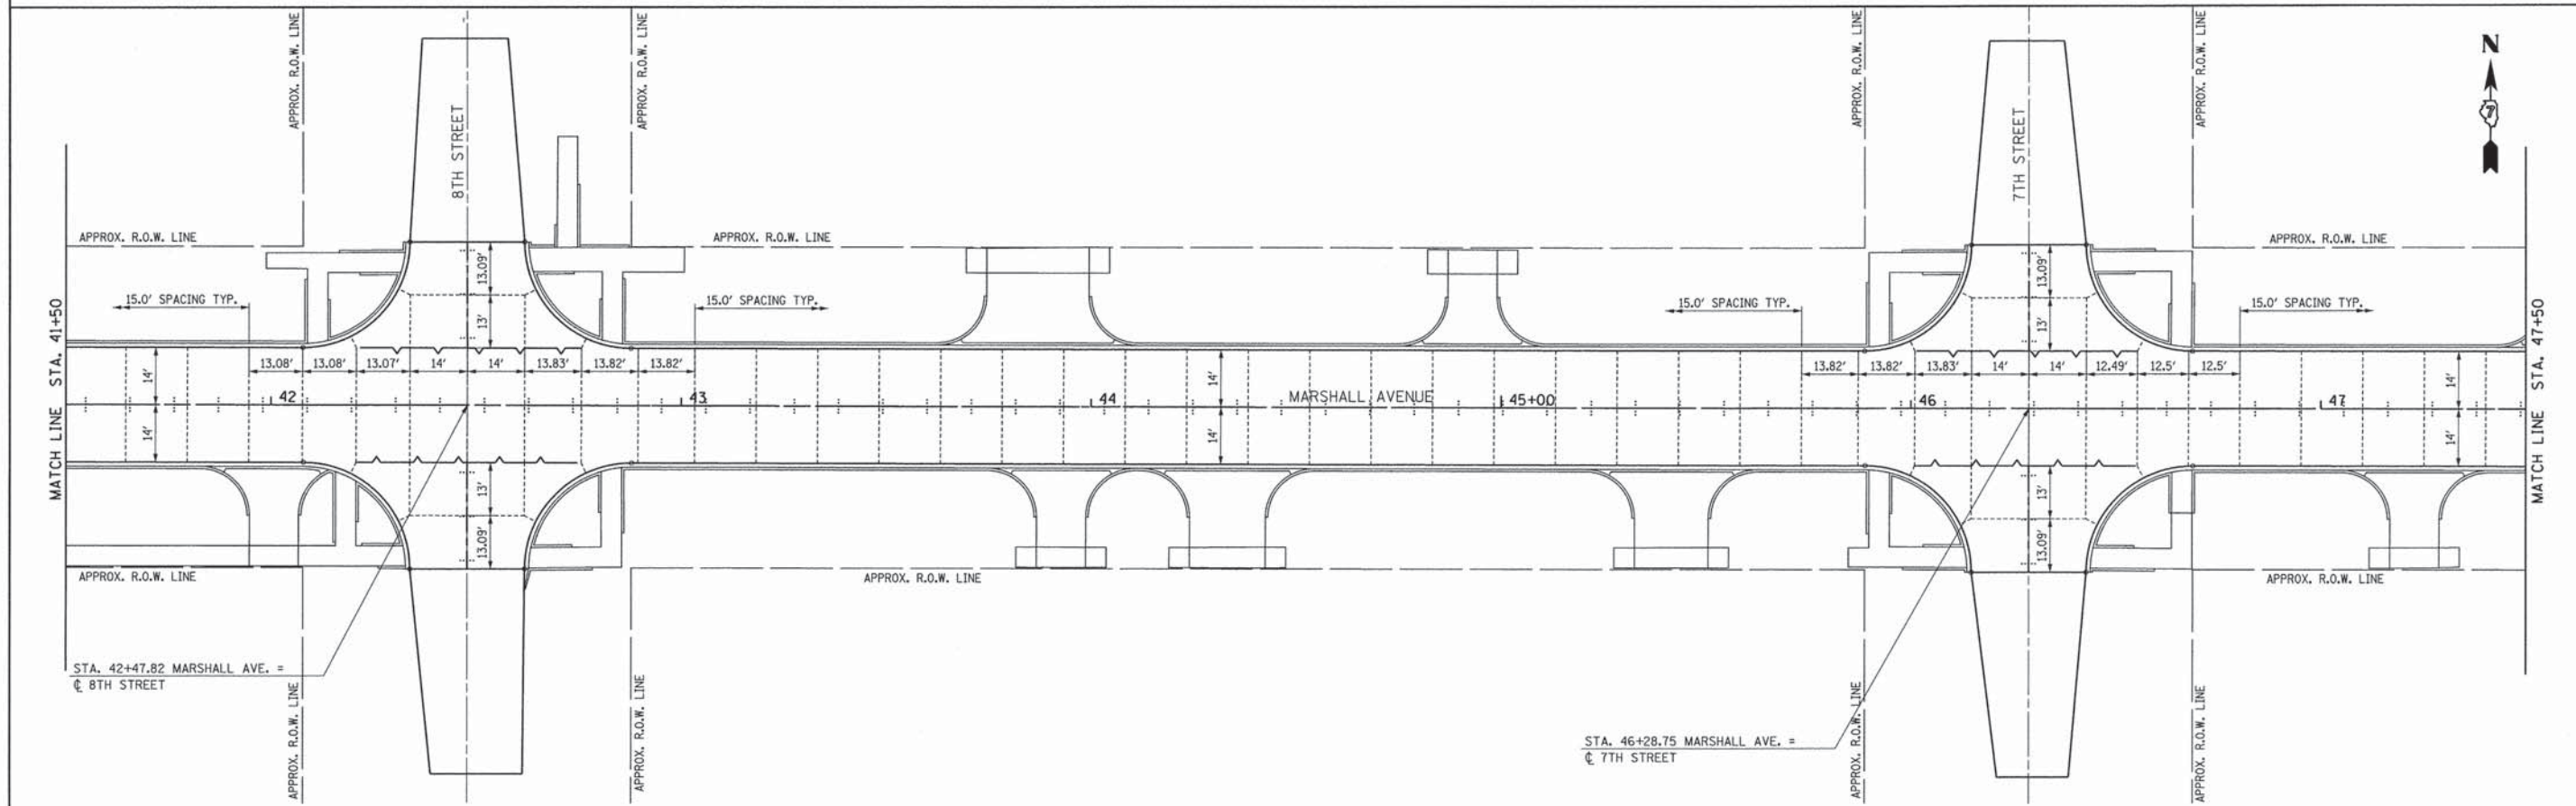 APPROX. R.O.W. LINE
APPROX. R.O.W. LINE
APPROX. R.O.W. LINE
APPROX. R.O.W. LINE
N
8TH STREET
7TH STREET
APPROX. R.O.W. LINE
APPROX. R.O.W. LINE
APPROX. R.O.W. LINE
13.09'
13.09'
15.0' SPACING TYP.
15.0' SPACING TYP.
15.0' SPACING TYP.
15.0' SPACING TYP.
13'
13'
MATCH LINE STA. 41+50
MATCH LINE STA. 47+50
13.08' 13.08' 13.07' 14' 14' 13.83' 13.82' 13.82'
13.82' 13.82' 13.83' 14' 14' 12.49' 12.5' 12.5'
14'
14'
14'
42 43 44 MARSHALL AVENUE 45+00 46 47
14'
14'
14'
13'
13'
13.09'
13.09'
APPROX. R.O.W. LINE
APPROX. R.O.W. LINE
APPROX. R.O.W. LINE
STA. 42+47.82 MARSHALL AVE. =
℄ 8TH STREET
STA. 46+28.75 MARSHALL AVE. =
℄ 7TH STREET
APPROX. R.O.W. LINE
APPROX. R.O.W. LINE
APPROX. R.O.W. LINE
APPROX. R.O.W. LINE